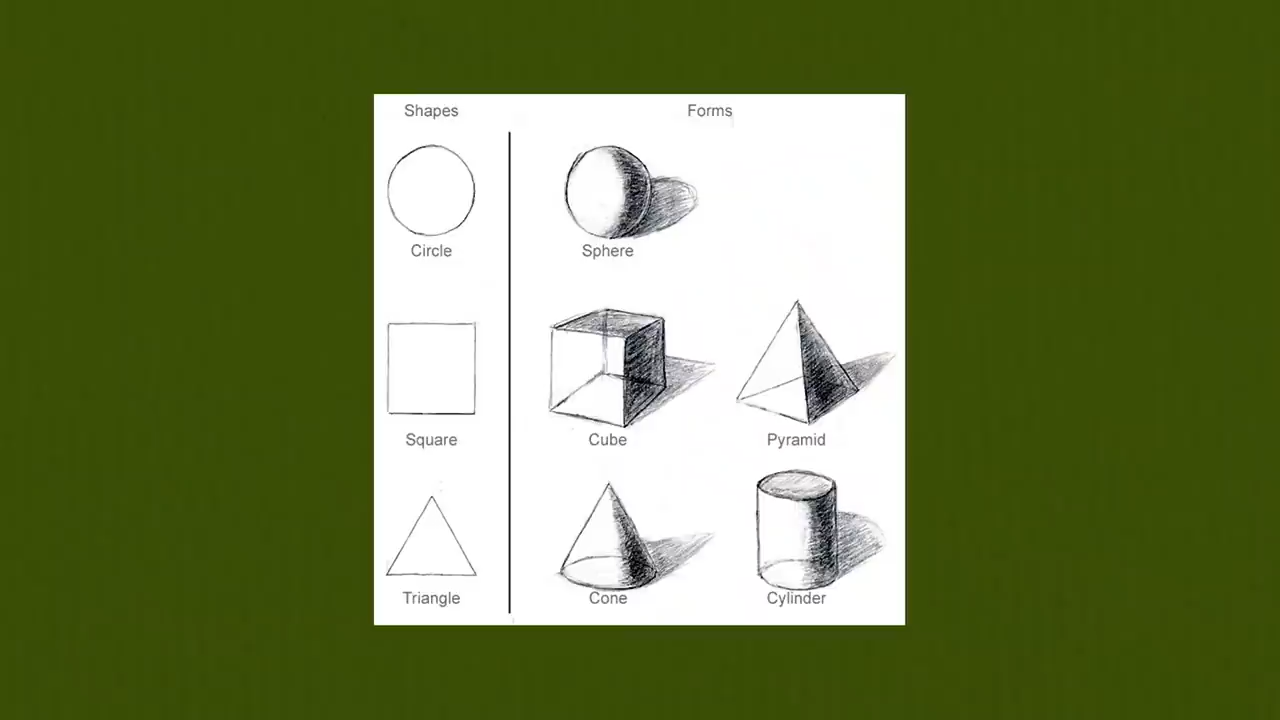 Shapes
Forms
Circle
Sphere
Square
Cube
Pyramid
Triangle
Cone
Cylinder